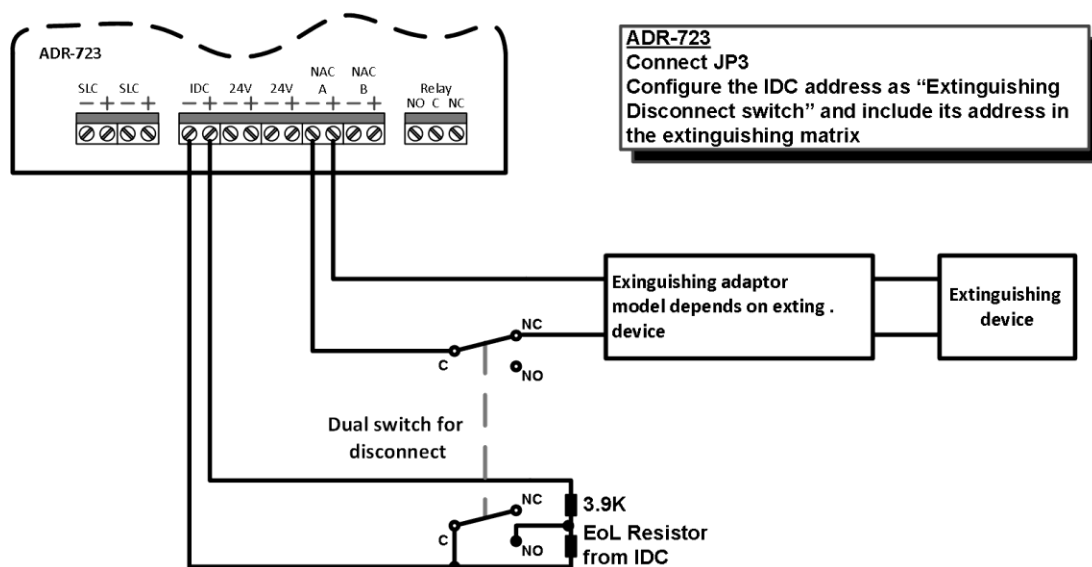 ADR-723
SLC SLC IDC 24V 24V NAC A NAC B Relay
— + — + — + — + — + — + — + NO C NC
ADR-723
Connect JP3
Configure the IDC address as “Extinguishing
Disconnect switch” and include its address in
the extinguishing matrix
Exinguishing adaptor
model depends on exting .
device
Extinguishing
device
NC
C
NO
Dual switch for
disconnect
NC
C
NO
3.9K
EoL Resistor
from IDC